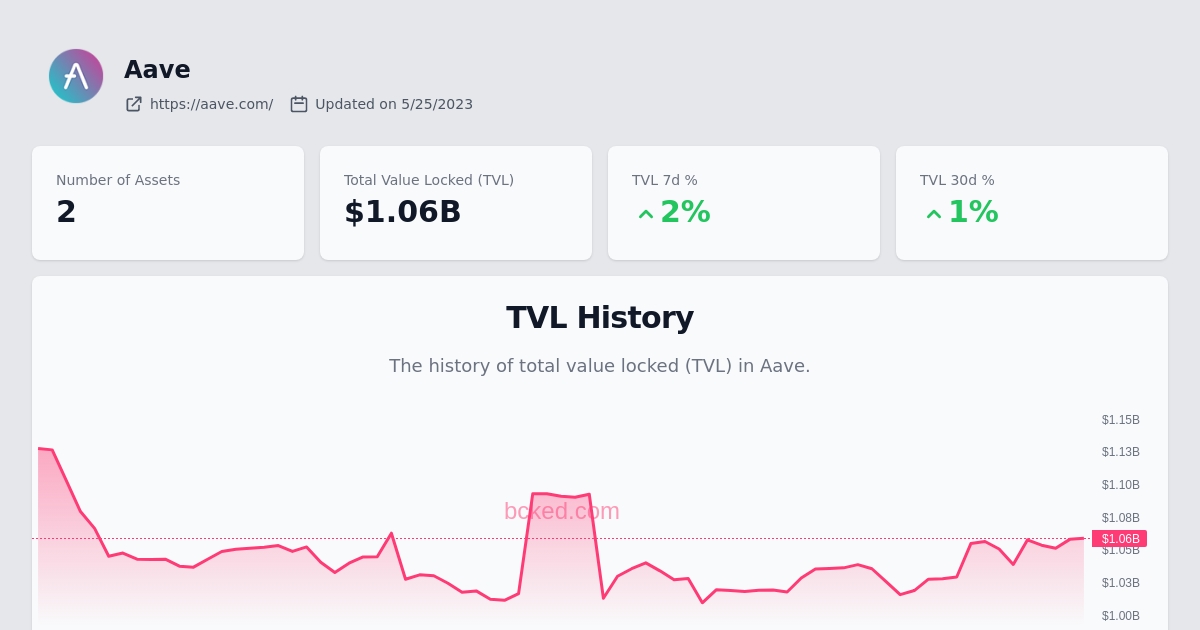 Aave
https://aave.com/ Updated on 5/25/2023
Number of Assets
2
Total Value Locked (TVL)
$1.06B
TVL 7d %
2%
TVL 30d %
1%
TVL History
The history of total value locked (TVL) in Aave.
$1.15B
$1.13B
$1.10B
bcked.com
$1.08B
$1.06B
$1.05B
$1.03B
$1.00B